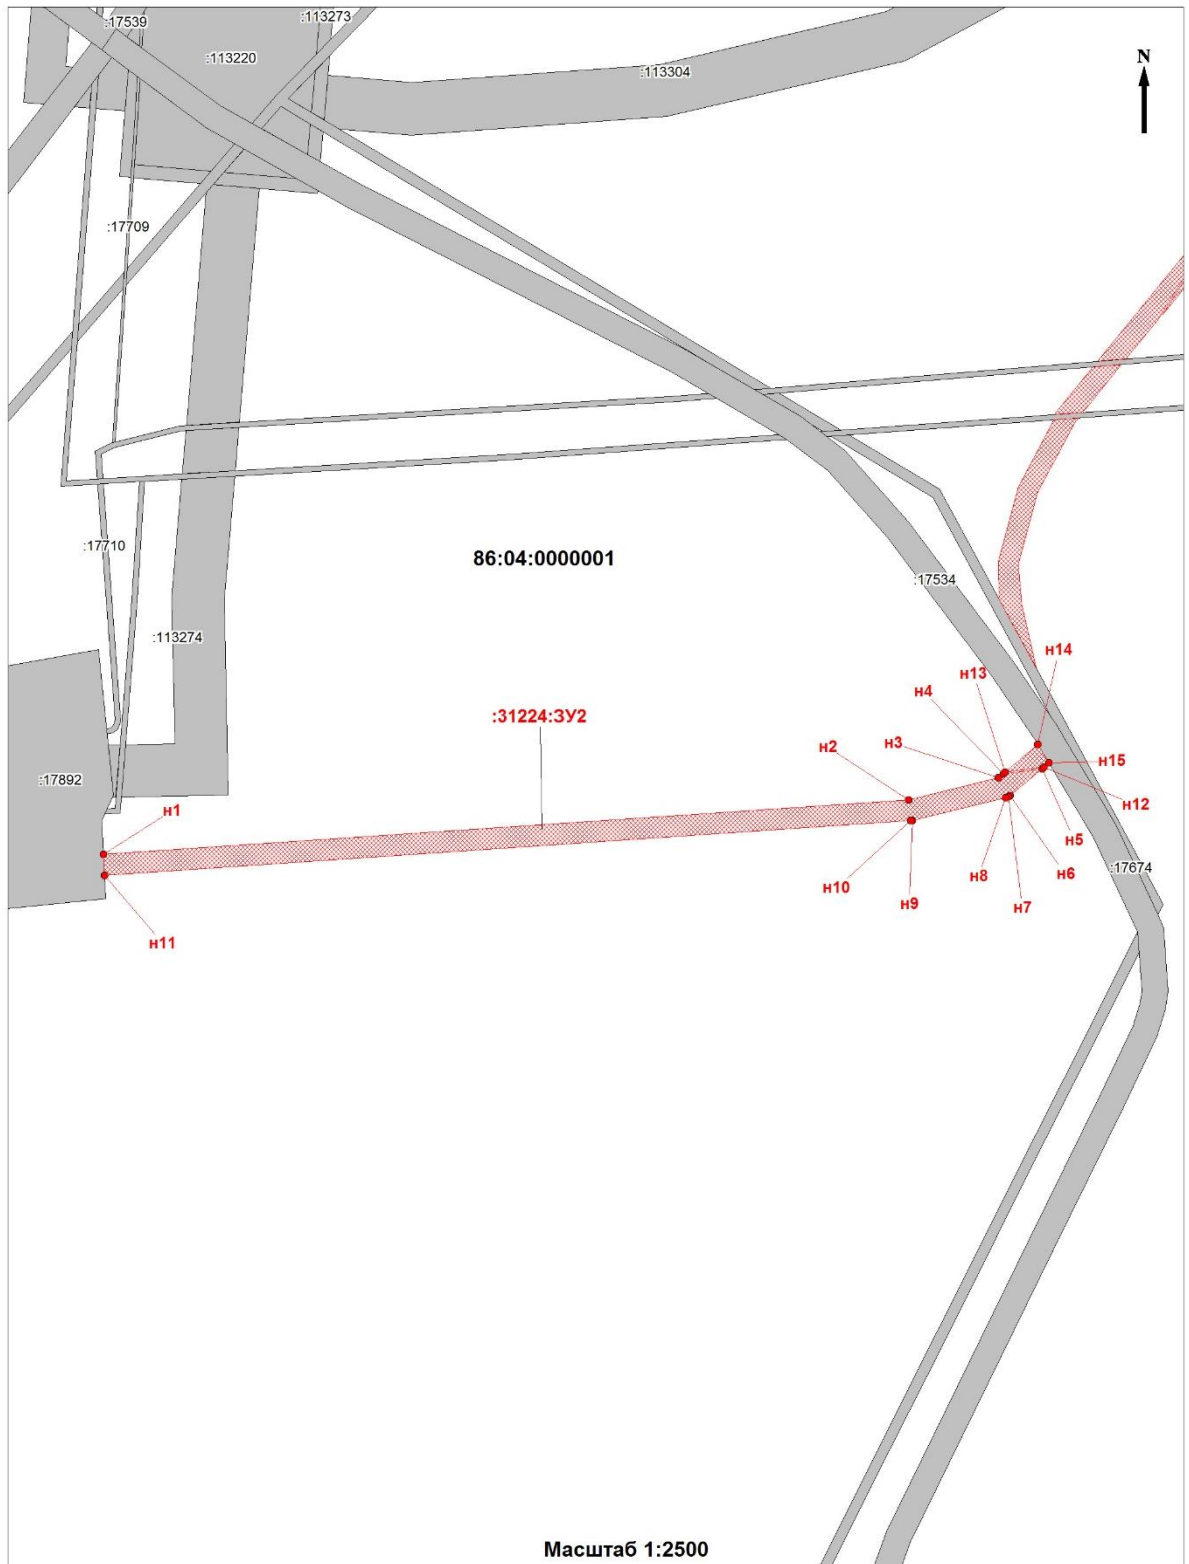 :113273
:17539
:113220
N
:113304
:17709
:17710
86:04:0000001
:17534
:113274
н14
н13
н4
:31224:ЗУ2
н2
н3
н15
:17892
н12
н1
н5
:17674
н8
н6
н10
н9
н7
н11
Масштаб 1:2500